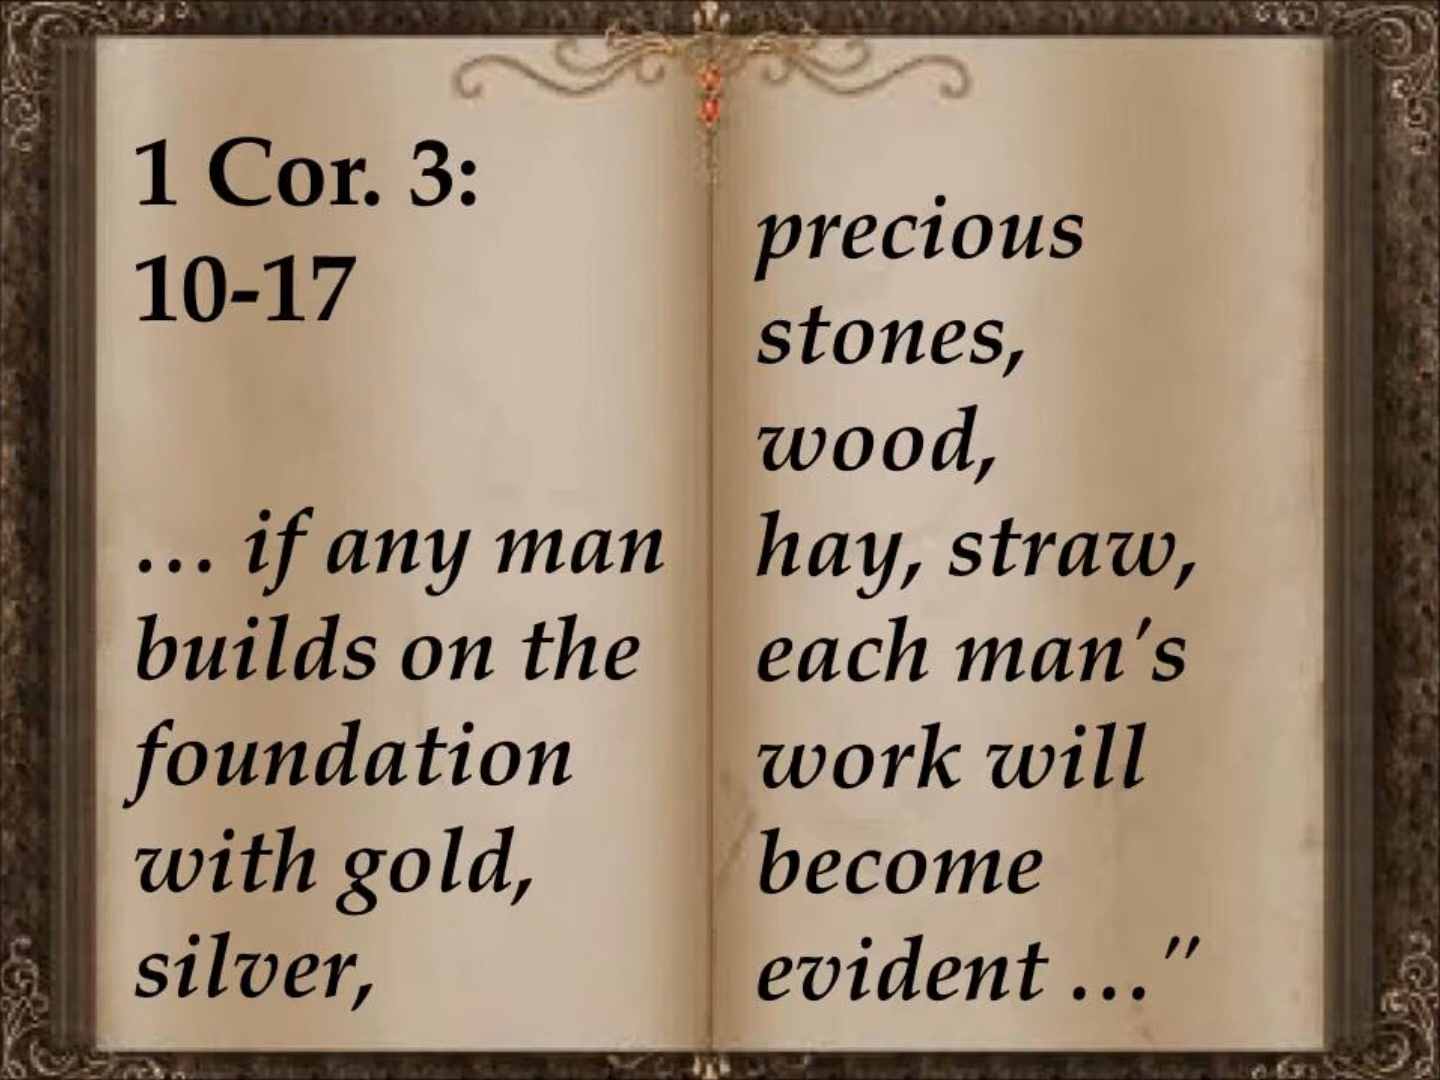 1 Cor. 3:
10-17
… if any man
builds on the
foundation
with gold,
silver,
precious
stones,
wood,
hay, straw,
each man's
work will
become
evident …"